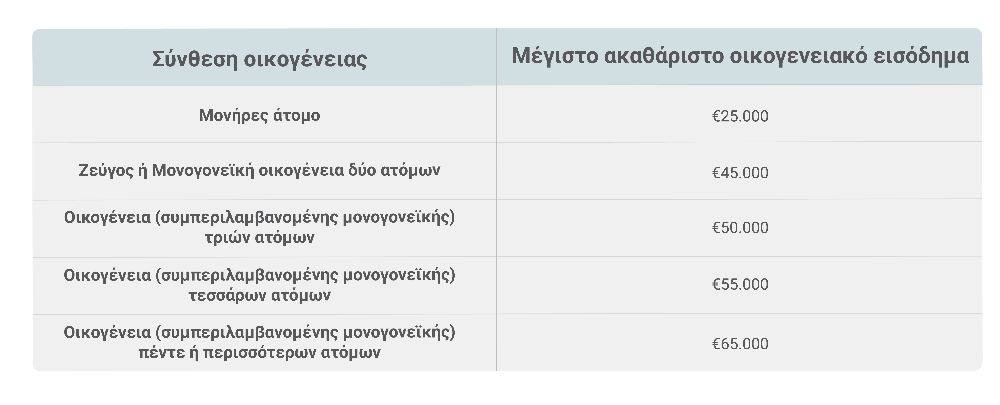 Σύνθεση οικογένειας
Μέγιστο ακαθάριστο οικογενειακό εισόδημα
Μονήρες άτομο
€25.000
Ζεύγος ή Μονογονεϊκή οικογένεια δύο ατόμων
€45.000
Οικογένεια (συμπεριλαμβανομένης μονογονεϊκής)
τριών ατόμων
€50.000
Οικογένεια (συμπεριλαμβανομένης μονογονεϊκής)
τεσσάρων ατόμων
€55.000
Οικογένεια (συμπεριλαμβανομένης μονογονεϊκής)
πέντε ή περισσότερων ατόμων
€65.000